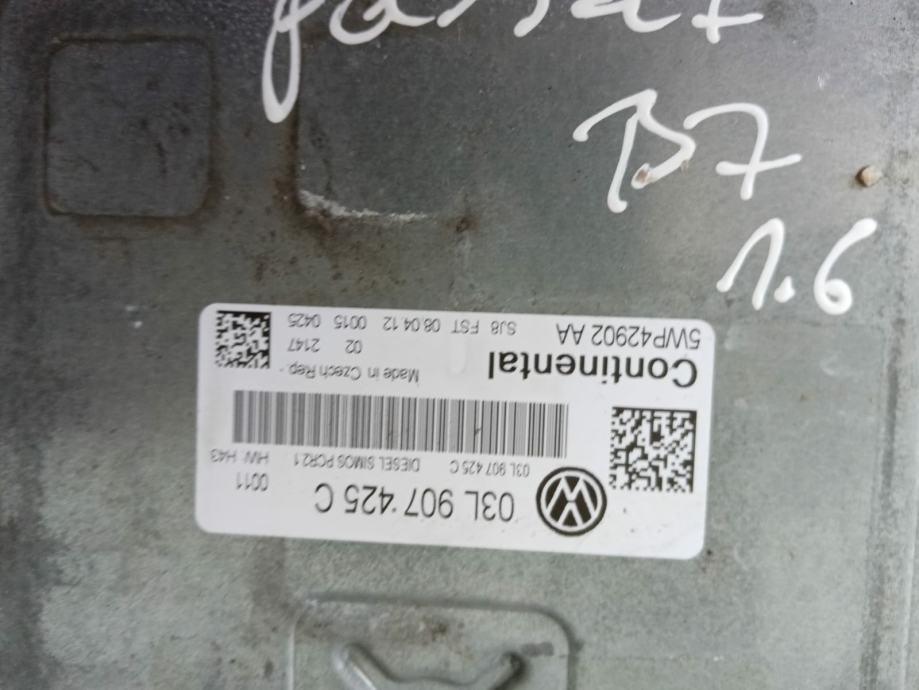 passat
B7
1.6
03L 907 425 C
0011
HW H43
03L 907 425 C DIESEL SIMOS PCR2.1
Continental
Made in Czech Rep.
02 2147
5WP42902 AA
SJ8 FST 08.04.12 0015 0425